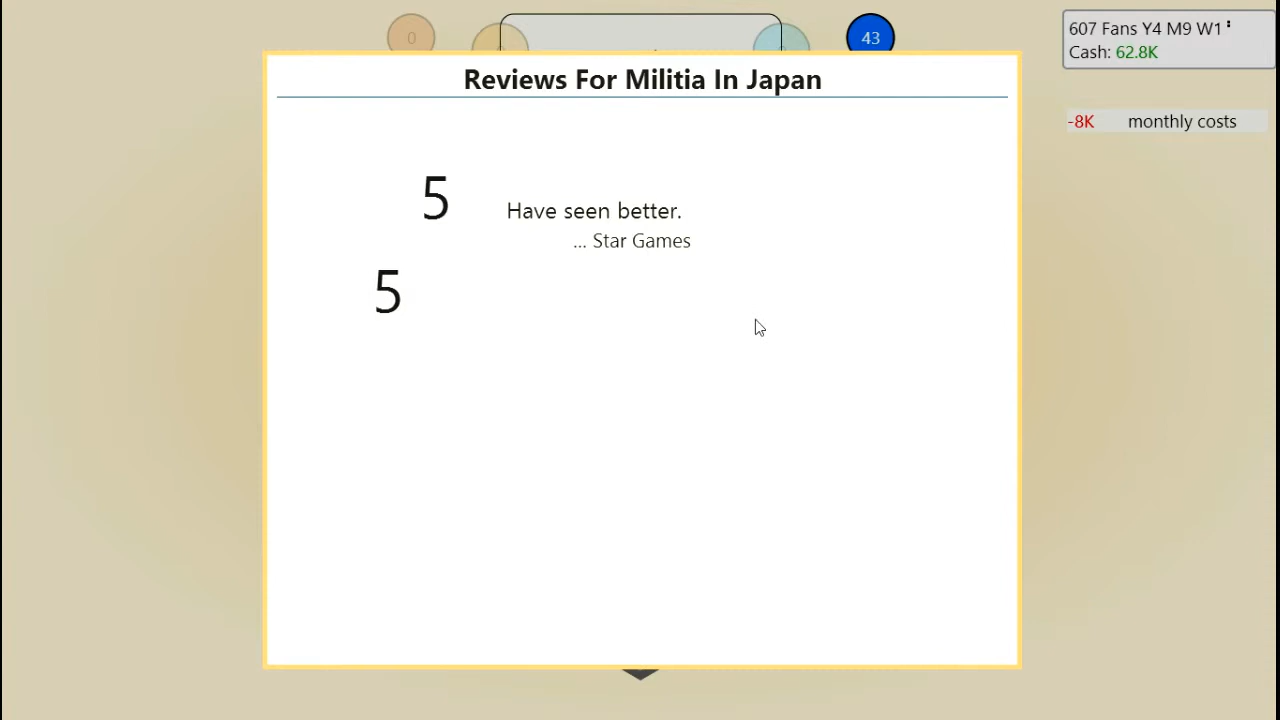 0
43
607 Fans Y4 M9 W1
Cash: 62.8K
-8K monthly costs
Reviews For Militia In Japan
5 Have seen better.
... Star Games
5